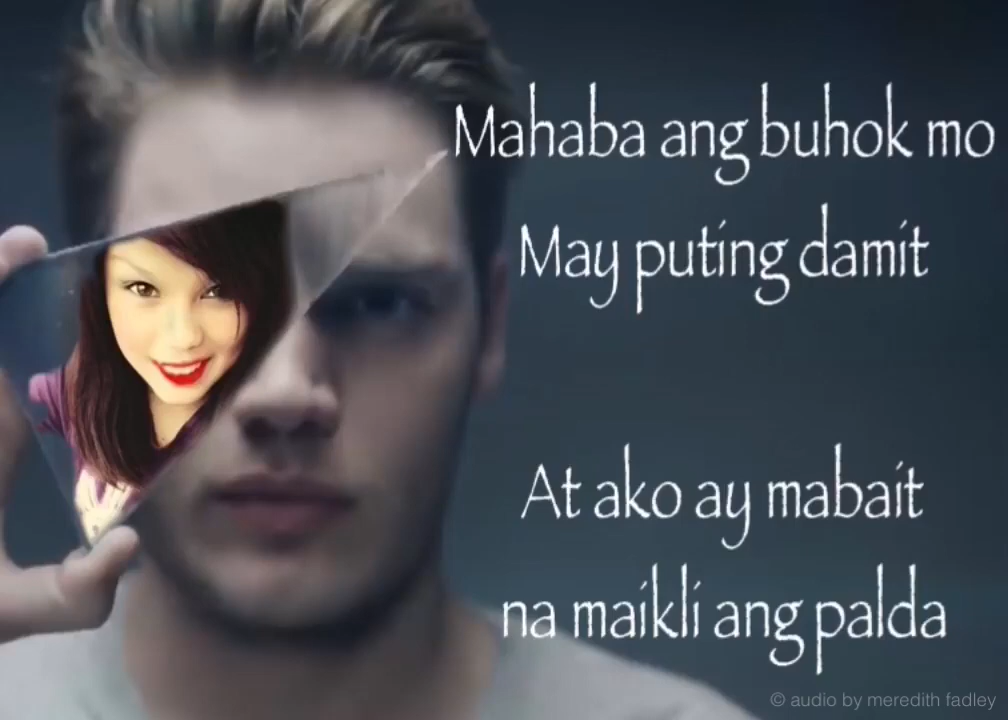 Mahaba ang buhok mo
May puting damit
At ako ay mabait
na maikli ang palda
© audio by meredith fadley